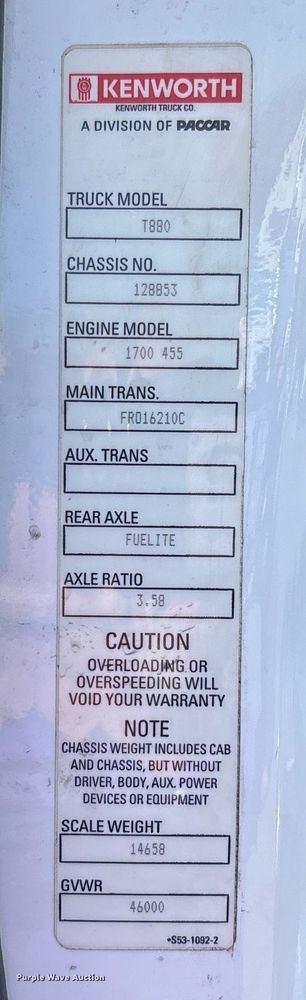 KENWORTH
KENWORTH TRUCK CO.
A DIVISION OF PACCAR
TRUCK MODEL
T880
CHASSIS NO.
128853
ENGINE MODEL
1700 455
MAIN TRANS.
FRO16210C
AUX. TRANS
REAR AXLE
FUELITE
AXLE RATIO
3.58
CAUTION
OVERLOADING OR
OVERSPEEDING WILL
VOID YOUR WARRANTY
NOTE
CHASSIS WEIGHT INCLUDES CAB
AND CHASSIS, BUT WITHOUT
DRIVER, BODY, AUX. POWER
DEVICES OR EQUIPMENT
SCALE WEIGHT
14658
GVWR
46000
•S53-1092-2
Purple Wave Auction